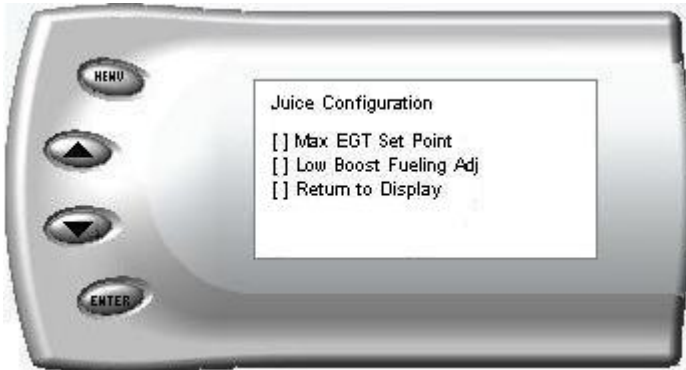 MENU
Juice Configuration
[ ] Max EGT Set Point
[ ] Low Boost Fueling Adj
[ ] Return to Display
ENTER